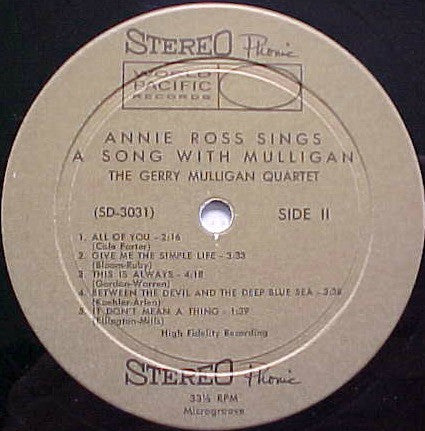 STEREO Phonic
WORLD
PACIFIC
RECORDS
ANNIE ROSS SINGS
A SONG WITH MULLIGAN
THE GERRY MULLIGAN QUARTET
(SD-3031) SIDE II
1. ALL OF YOU - 2:16
(Cole Porter)
2. GIVE ME THE SIMPLE LIFE - 3:33
(Bloom-Ruby)
3. THIS IS ALWAYS - 4:18
(Gordon-Warren)
4. BETWEEN THE DEVIL AND THE DEEP BLUE SEA - 3:38
(Koehler-Arlen)
5. IT DON'T MEAN A THING - 1:39
(Ellington-Mills)
High Fidelity Recording
STEREO Phonic
33⅓ RPM
Microgroove